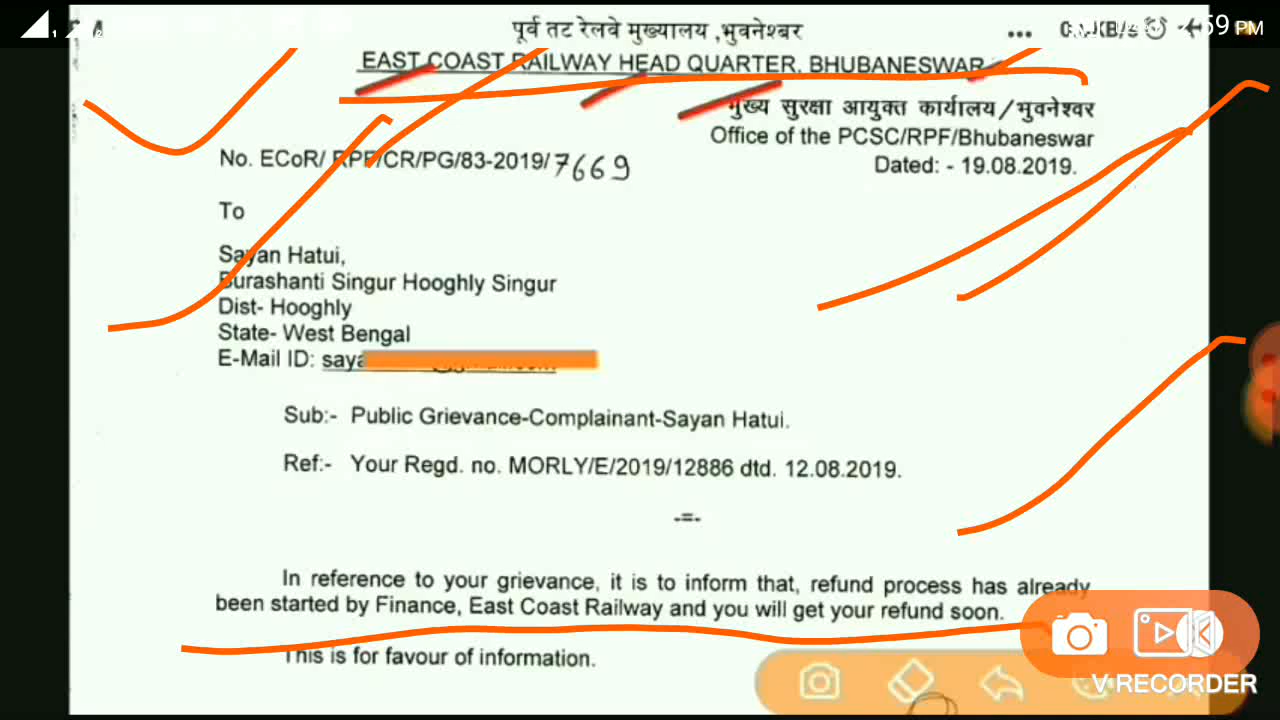 59 PM
पूर्व तट रेलवे मुख्यालय ,भुवनेश्बर
EAST COAST RAILWAY HEAD QUARTER, BHUBANESWAR
मुख्य सुरक्षा आयुक्त कार्यालय/भुवनेश्वर
Office of the PCSC/RPF/Bhubaneswar
No. ECoR/ RPF/CR/PG/83-2019/7669
Dated: - 19.08.2019.
To
Sayan Hatui,
Burashanti Singur Hooghly Singur
Dist- Hooghly
State- West Bengal
E-Mail ID: saya
Sub:- Public Grievance-Complainant-Sayan Hatui.
Ref:- Your Regd. no. MORLY/E/2019/12886 dtd. 12.08.2019.
-=-
In reference to your grievance, it is to inform that, refund process has already
been started by Finance, East Coast Railway and you will get your refund soon.
This is for favour of information.
V RECORDER